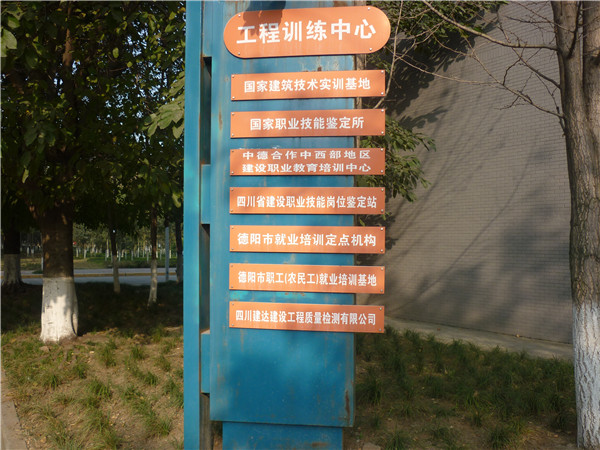 工程训练中心
国家建筑技术实训基地
国家职业技能鉴定所
中德合作中西部地区
建设职业教育培训中心
四川省建设职业技能岗位鉴定站
德阳市就业培训定点机构
德阳市职工(农民工)就业培训基地
四川建达建设工程质量检测有限公司